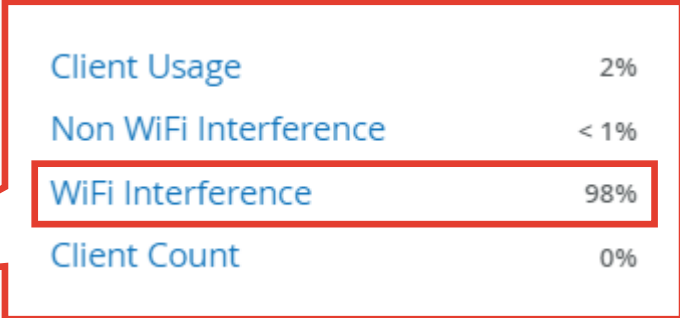 Client Usage 2%
Non WiFi Interference < 1%
WiFi Interference 98%
Client Count 0%